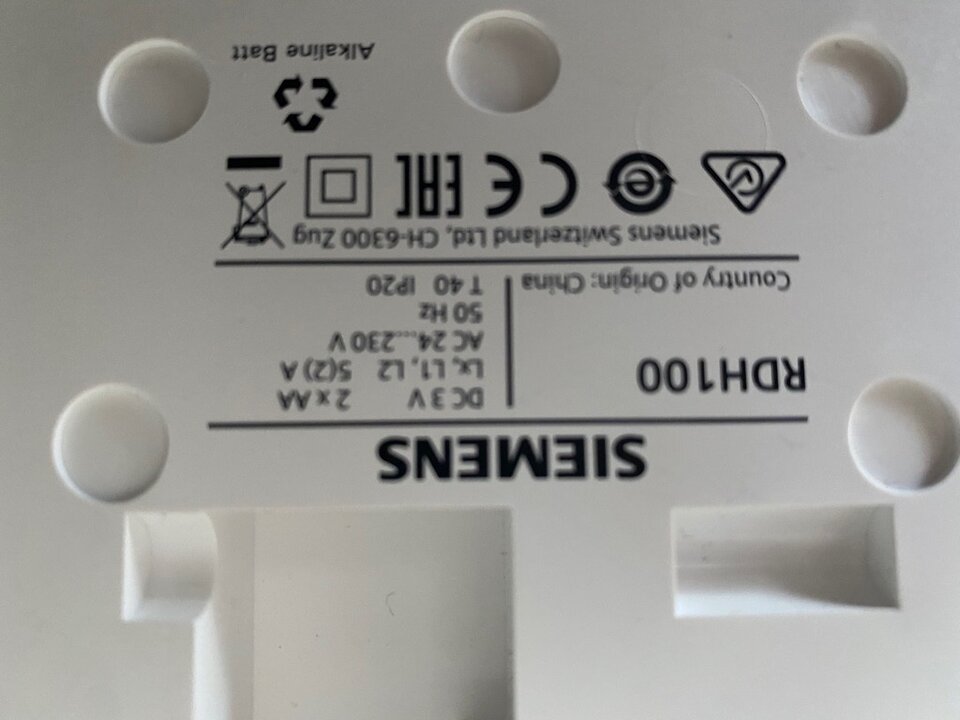 SIEMENS
RDH100
DC 3 V 2 x AA
Lx, L1, L2 5(2) A
AC 24...230 V
50 Hz
T 40 IP20
Country of Origin: China
Siemens Switzerland Ltd, CH-6300 Zug
CE EAC
Alkaline Batt